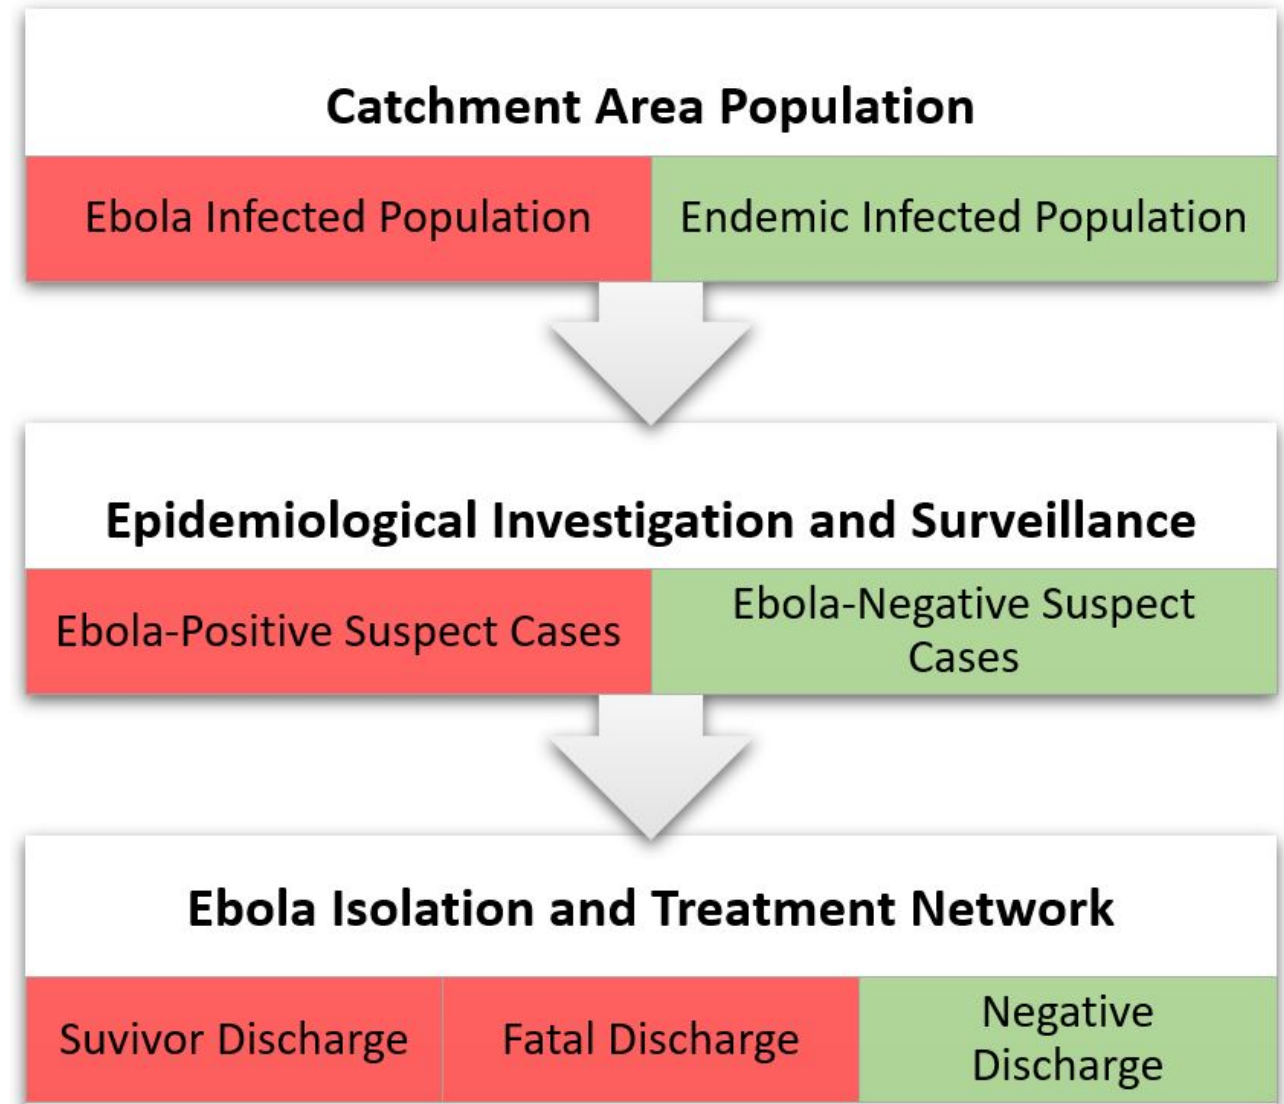 Catchment Area Population
Ebola Infected Population
Endemic Infected Population
Epidemiological Investigation and Surveillance
Ebola-Positive Suspect Cases
Ebola-Negative Suspect
Cases
Ebola Isolation and Treatment Network
Suvivor Discharge
Fatal Discharge
Negative
Discharge